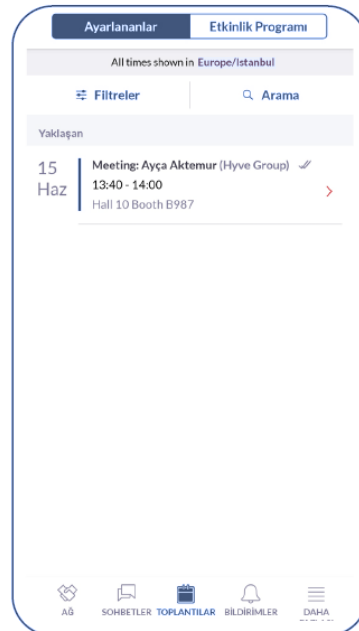 Ayarlananlar
Etkinlik Programı
All times shown in Europe/Istanbul
Filtreler
Arama
Yaklaşan
15
Haz
Meeting: Ayça Aktemur (Hyve Group)
13:40 - 14:00
Hall 10 Booth B987
AĞ
SOHBETLER
TOPLANTILAR
BİLDİRİMLER
DAHA